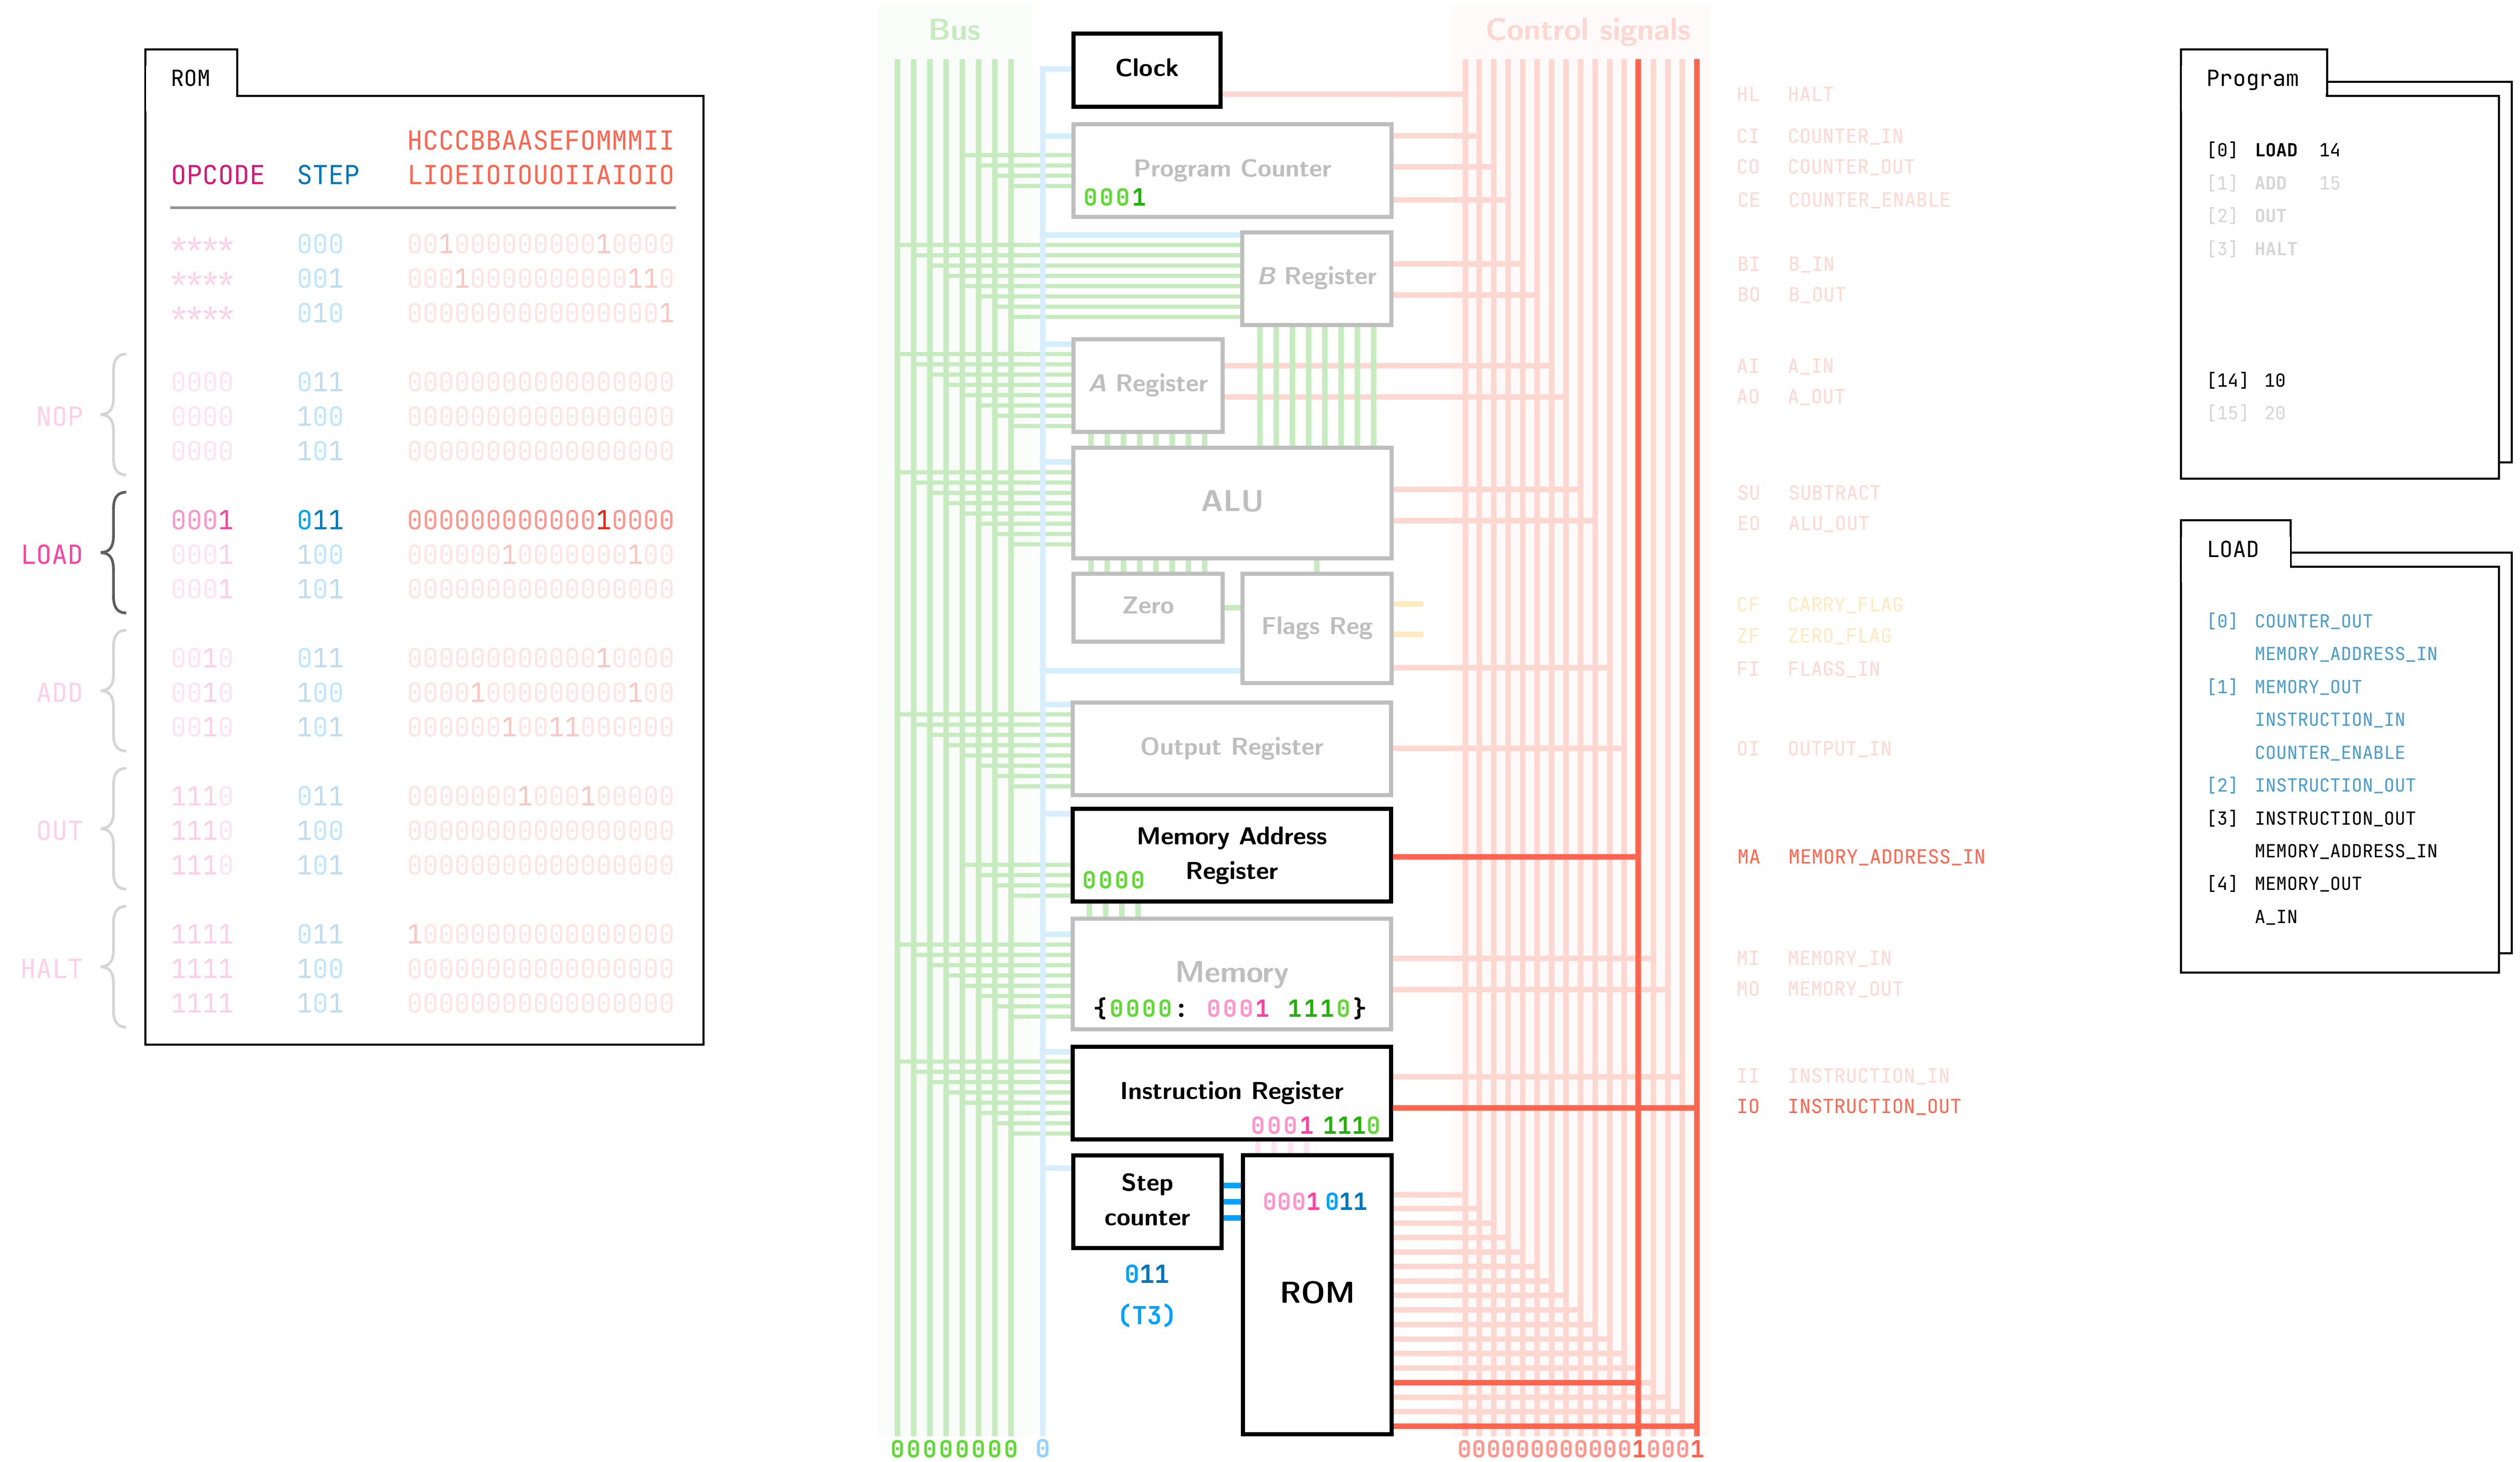 ROM
HCCCBBAASEFOMMMII
OPCODE STEP LIOEIOIOUOIIAIOIO
**** 000 00100000000010000
**** 001 00010000000000110
**** 010 00000000000000001
NOP
0000 011 00000000000000000
0000 100 00000000000000000
0000 101 00000000000000000
LOAD
0001 011 00000000000010000
0001 100 00000010000000100
0001 101 00000000000000000
ADD
0010 011 00000000000010000
0010 100 00001000000000100
0010 101 00000010011000000
OUT
1110 011 00000001000100000
1110 100 00000000000000000
1110 101 00000000000000000
HALT
1111 011 10000000000000000
1111 100 00000000000000000
1111 101 00000000000000000
Bus
Control signals
Clock
Program Counter
0001
B Register
A Register
ALU
Zero
Flags Reg
Output Register
Memory Address
Register
0000
Memory
{0000: 0001 1110}
Instruction Register
0001 1110
Step
counter
011
(T3)
0001 011
ROM
00000000 0 00000000000010001
HL HALT
CI COUNTER_IN
CO COUNTER_OUT
CE COUNTER_ENABLE
BI B_IN
BO B_OUT
AI A_IN
AO A_OUT
SU SUBTRACT
EO ALU_OUT
CF CARRY_FLAG
ZF ZERO_FLAG
FI FLAGS_IN
OI OUTPUT_IN
MA MEMORY_ADDRESS_IN
MI MEMORY_IN
MO MEMORY_OUT
II INSTRUCTION_IN
IO INSTRUCTION_OUT
Program
[0] LOAD 14
[1] ADD 15
[2] OUT
[3] HALT
[14] 10
[15] 20
LOAD
[0] COUNTER_OUT
MEMORY_ADDRESS_IN
[1] MEMORY_OUT
INSTRUCTION_IN
COUNTER_ENABLE
[2] INSTRUCTION_OUT
[3] INSTRUCTION_OUT
MEMORY_ADDRESS_IN
[4] MEMORY_OUT
A_IN